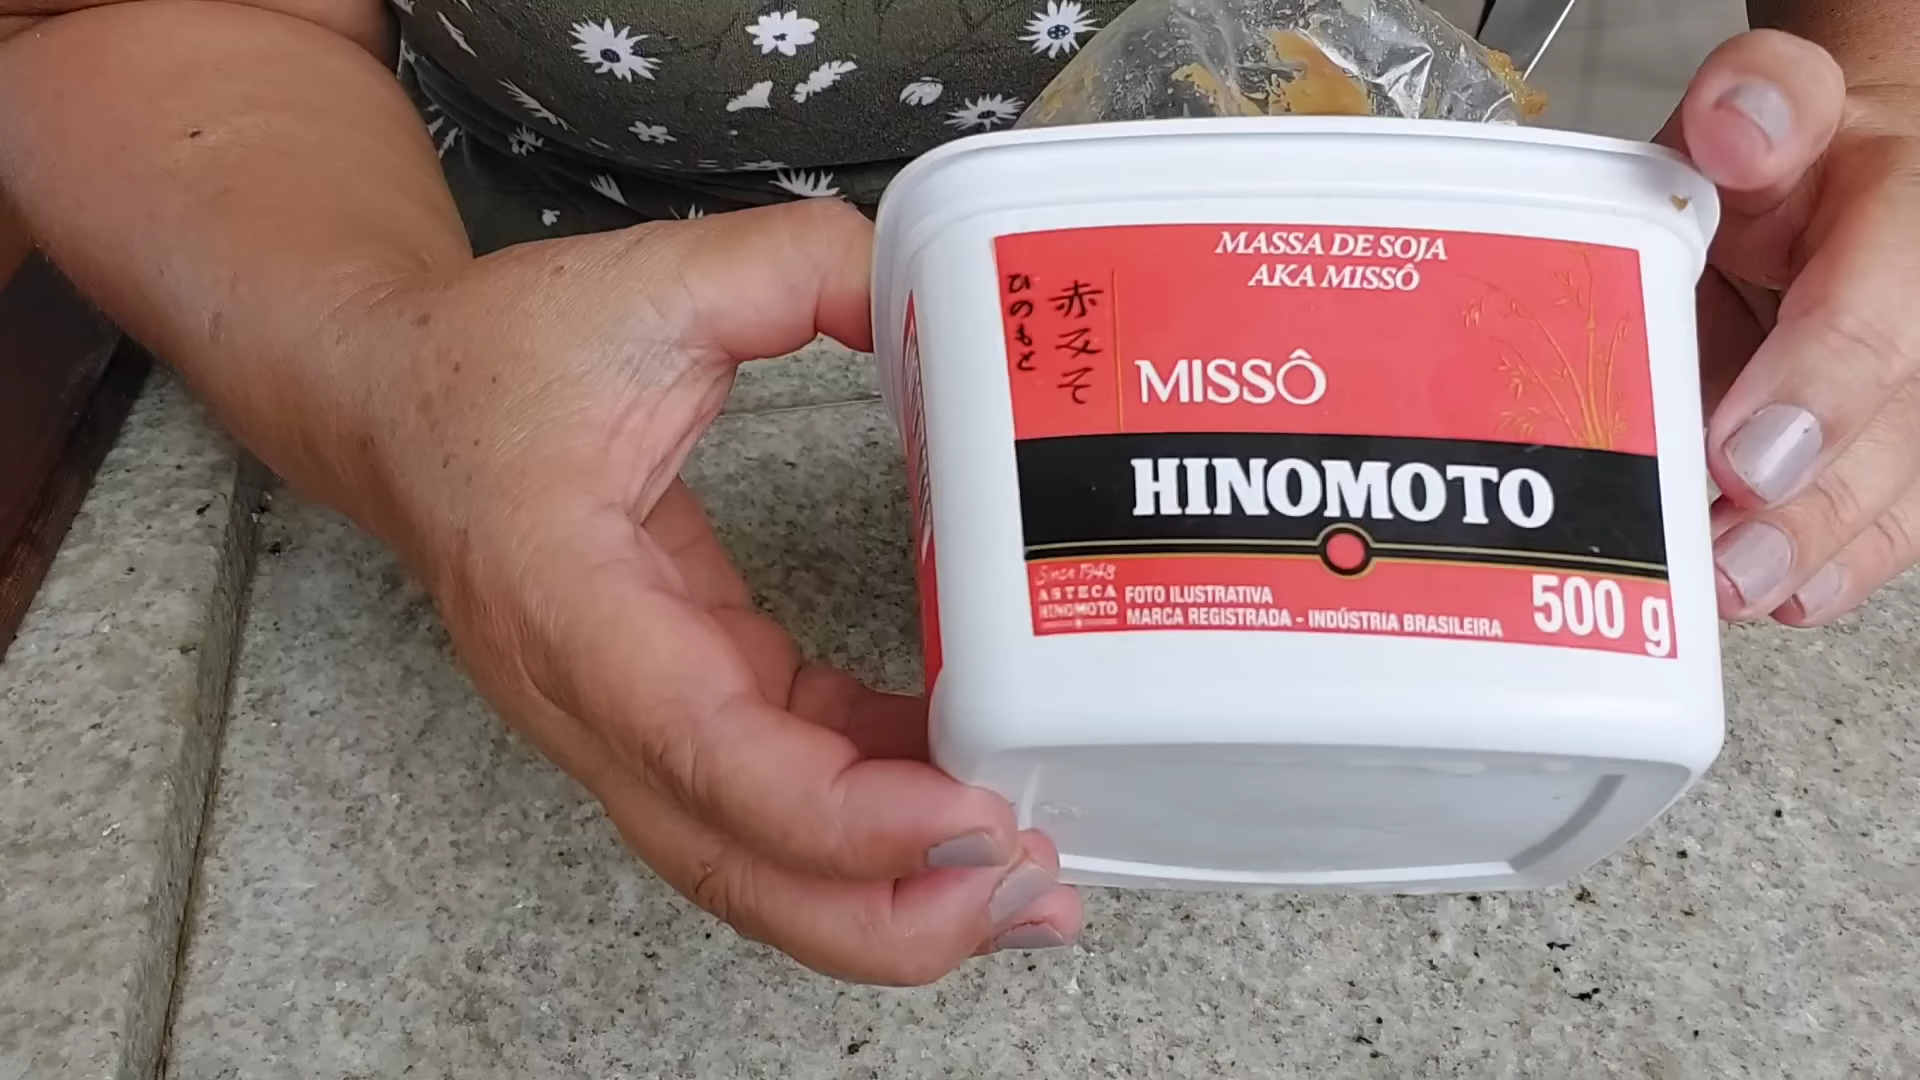 MASSA DE SOJA
AKA MISSÔ
ひのもと
赤みそ
MISSÔ
HINOMOTO
Since 1948
ASTECA
HINOMOTO
FOTO ILUSTRATIVA
MARCA REGISTRADA - INDÚSTRIA BRASILEIRA
500 g